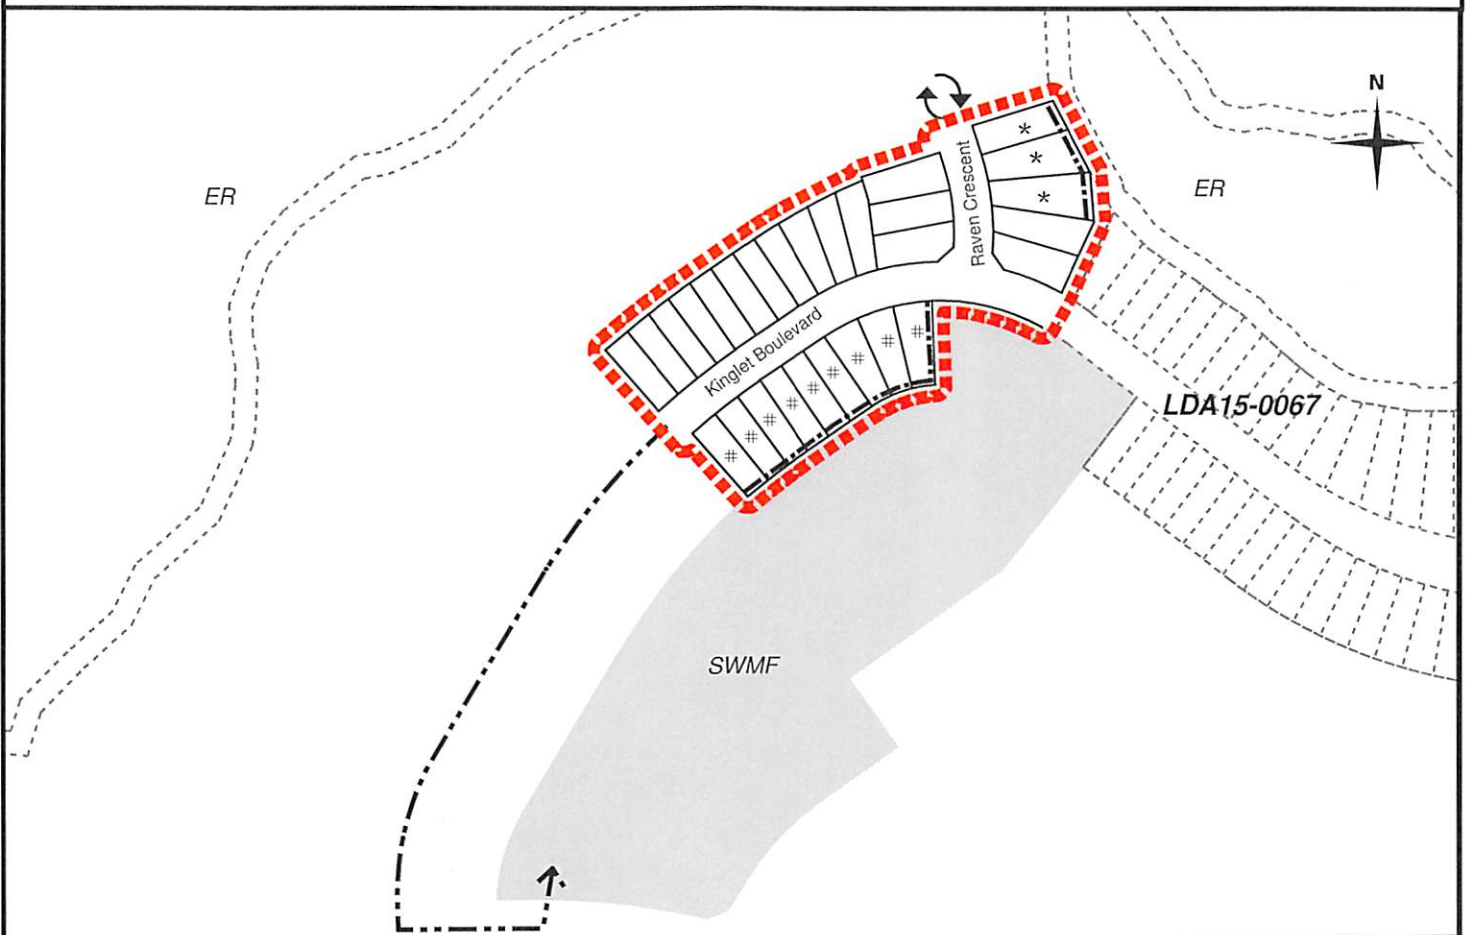 N
*
*
ER
ER
*
Raven Crescent
Kinglet Boulevard
#
#
#
#
#
#
#
#
LDA15-0067
SWMF